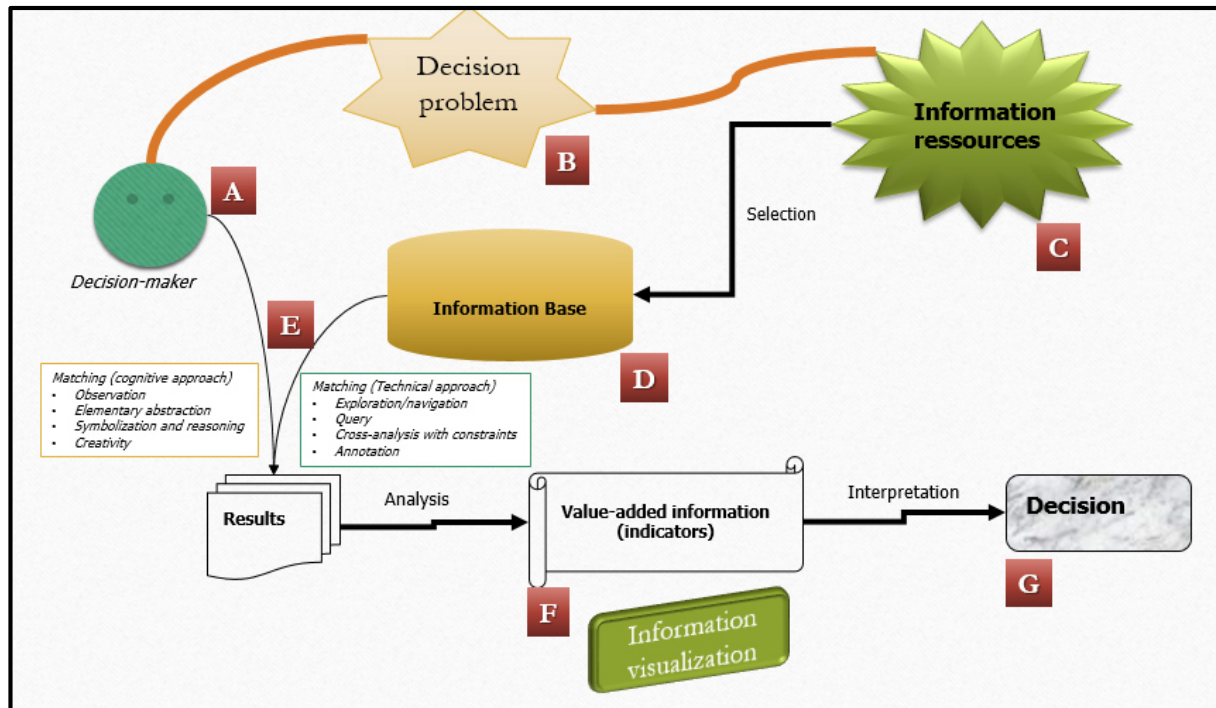 Decision
problem
B
Information
ressources
C
A
Decision-maker
Selection
Information Base
D
E
Matching (cognitive approach)
• Observation
• Elementary abstraction
• Symbolization and reasoning
• Creativity
Matching (Technical approach)
• Exploration/navigation
• Query
• Cross-analysis with constraints
• Annotation
Results
Analysis
Value-added information
(indicators)
F
Interpretation
Decision
G
Information
visualization